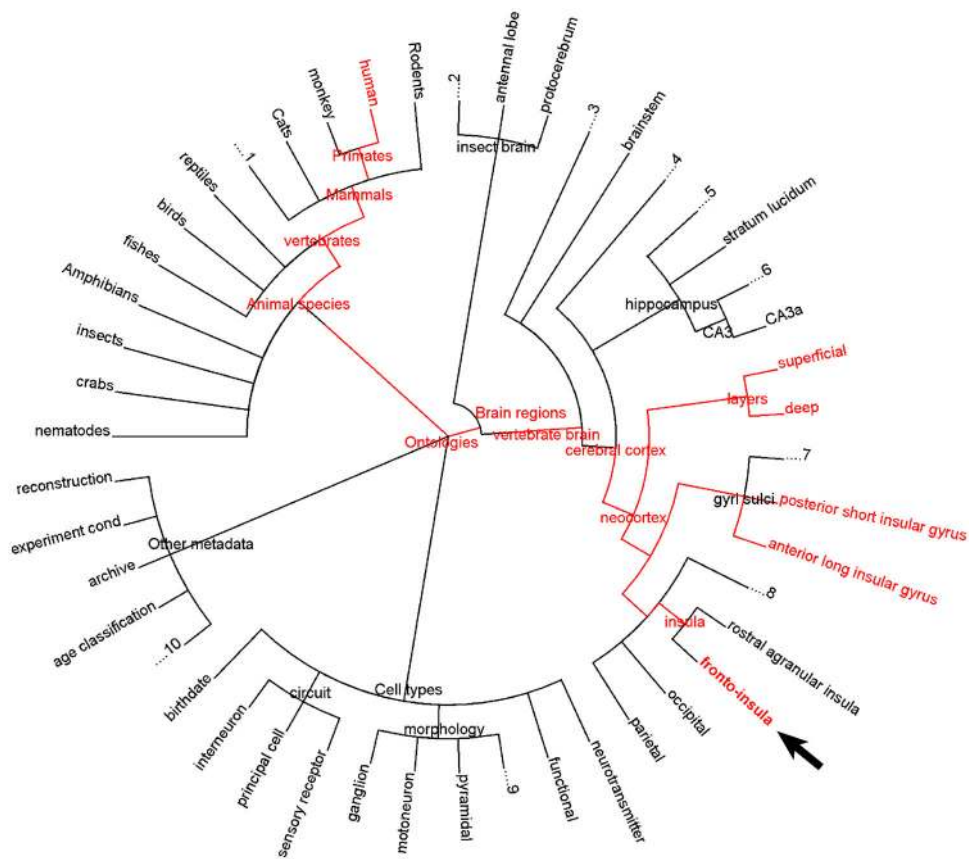 2
antennal lobe
protocerebrum
insect brain
3
brainstem
4
5
stratum lucidum
hippocampus
6
CA3
CA3a
superficial
layers
deep
Brain regions
vertebrate brain
cerebral cortex
Ontologies
7
gyri sulci
posterior short insular gyrus
anterior long insular gyrus
neocortex
8
insula
rostral agranular insula
fronto-insula
occipital
parietal
neurotransmitter
functional
9
pyramidal
motoneuron
ganglion
morphology
Cell types
sensory receptor
principal cell
interneuron
circuit
birthdate
10
age classification
archive
experiment cond
reconstruction
Other metadata
nematodes
crabs
insects
Amphibians
Animal species
fishes
birds
reptiles
vertebrates
1
Cats
Mammals
monkey
human
Primates
Rodents